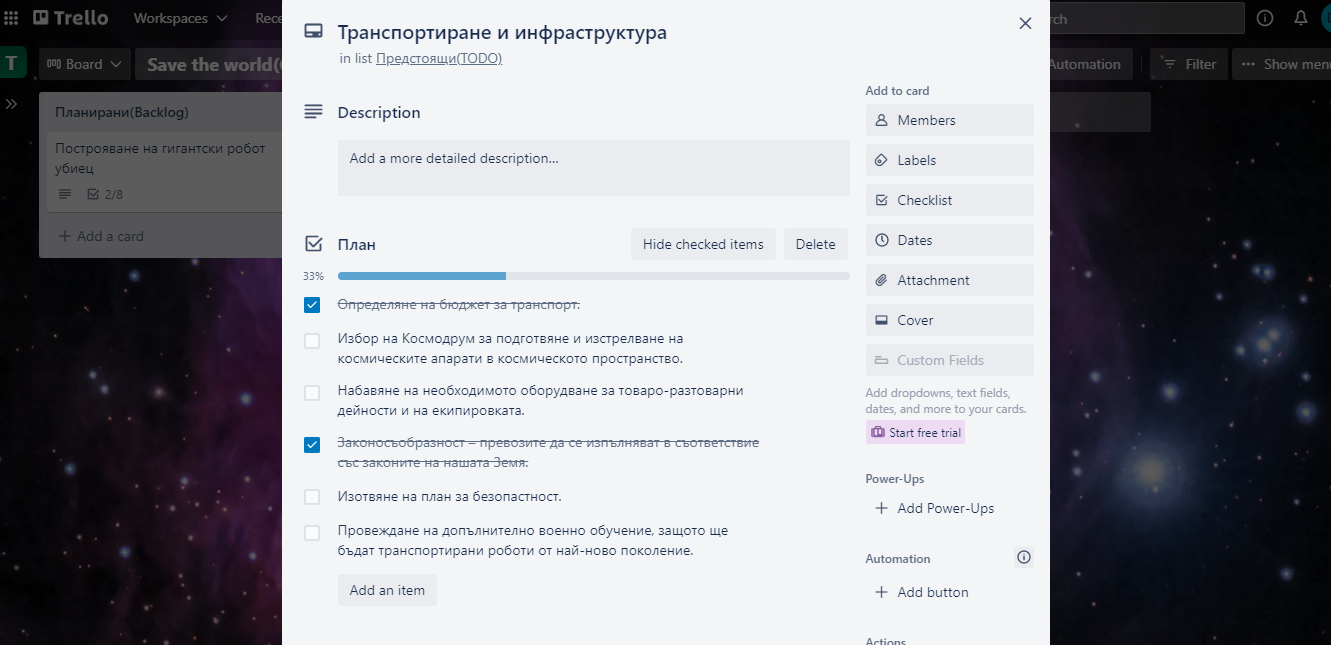 Trello
Workspaces
Rece
rch
T
Board
Save the world(
Automation
Filter
Show menu
Планирани(Backlog)
Построяване на гигантски робот
убиец
2/8
Add a card
Транспортиране и инфраструктура
in list Предстоящи(TODO)
Description
Add a more detailed description…
План
Hide checked items
Delete
33%
Определяне на бюджет за транспорт.
Избор на Космодрум за подготвяне и изстрелване на
космическите апарати в космическото пространство.
Набавяне на необходимото оборудване за товаро-разтоварни
дейности и на екипировката.
Законосъобразност – превозите да се изпълняват в съответствие
със законите на нашата Земя.
Изотвяне на план за безопастност.
Провеждане на допълнително военно обучение, защото ще
бъдат транспортирани роботи от най-ново поколение.
Add an item
Add to card
Members
Labels
Checklist
Dates
Attachment
Cover
Custom Fields
Add dropdowns, text fields,
dates, and more to your cards.
Start free trial
Power-Ups
Add Power-Ups
Automation
Add button
Actions